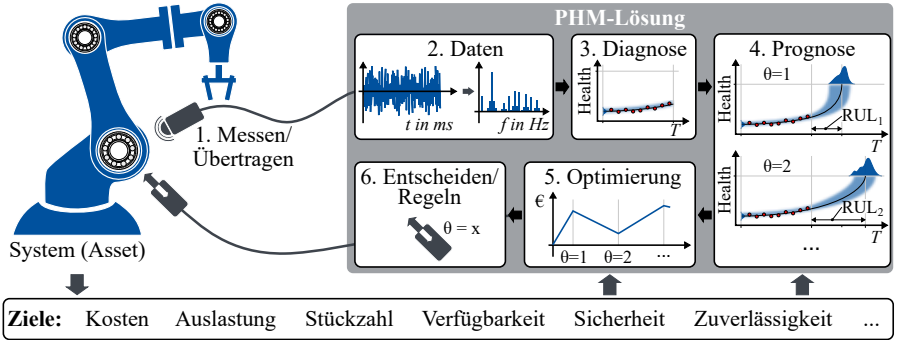 PHM-Lösung
1. Messen/
Übertragen
System (Asset)
2. Daten
t in ms
f in Hz
3. Diagnose
Health
T
4. Prognose
Health
θ=1
RUL1
T
Health
θ=2
RUL2
T
...
5. Optimierung
€
θ=1 θ=2 ...
6. Entscheiden/
Regeln
θ = x
Ziele: Kosten Auslastung Stückzahl Verfügbarkeit Sicherheit Zuverlässigkeit ...